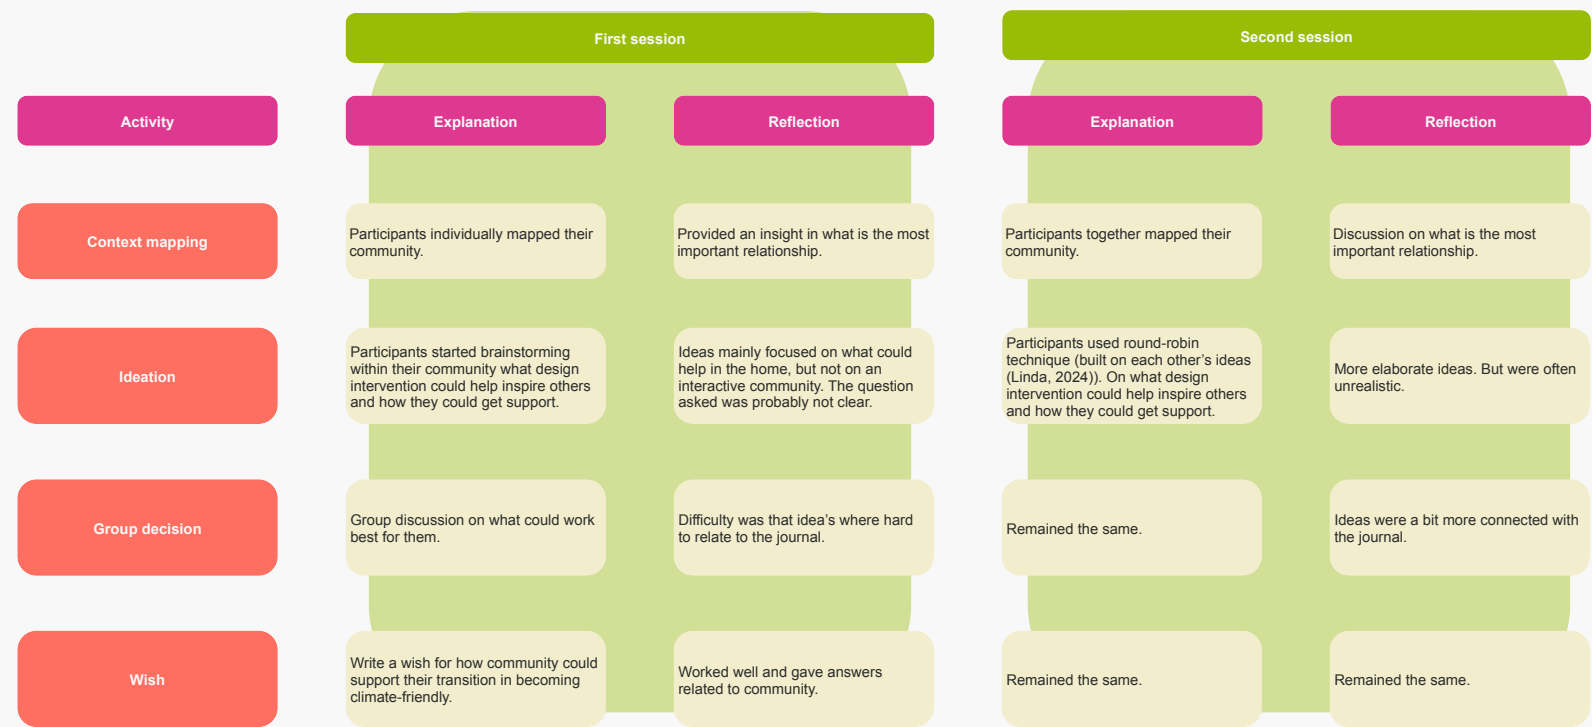 First session
Second session
Activity
Explanation
Reflection
Explanation
Reflection
Context mapping
Participants individually mapped their
community.
Provided an insight in what is the most
important relationship.
Participants together mapped their
community.
Discussion on what is the most
important relationship.
Ideation
Participants started brainstorming
within their community what design
intervention could help inspire others
and how they could get support.
Ideas mainly focused on what could
help in the home, but not on an
interactive community. The question
asked was probably not clear.
Participants used round-robin
technique (built on each other’s ideas
(Linda, 2024)). On what design
intervention could help inspire others
and how they could get support.
More elaborate ideas. But were often
unrealistic.
Group decision
Group discussion on what could work
best for them.
Difficulty was that idea’s where hard
to relate to the journal.
Remained the same.
Ideas were a bit more connected with
the journal.
Wish
Write a wish for how community could
support their transition in becoming
climate-friendly.
Worked well and gave answers
related to community.
Remained the same.
Remained the same.